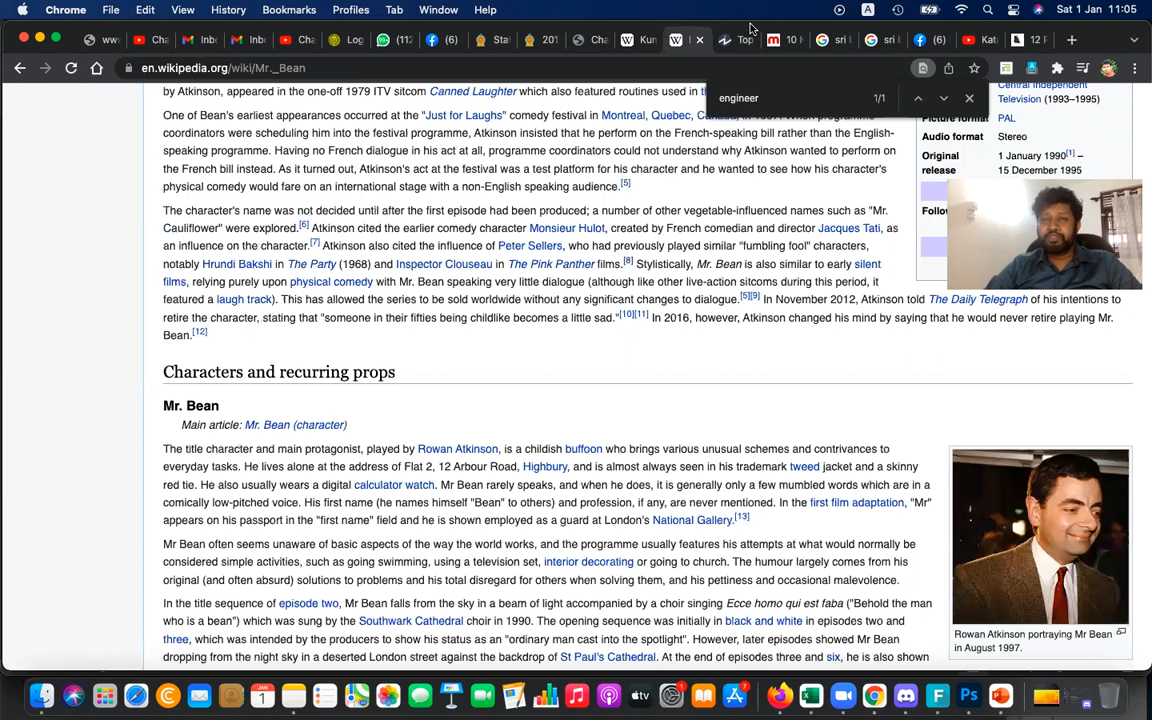 Chrome File Edit View History Bookmarks Profiles Tab Window Help A Sat 1 Jan 11:05
ww Cha Inbo Inbo Cha Log (112 (6) Sta 201 Cha Kun Top 10 sri l sri l (6) Kat 12 F
en.wikipedia.org/wiki/Mr._Bean
engineer 1/1
by Atkinson, appeared in the one-off 1979 ITV sitcom Canned Laughter which also featured routines used in
One of Bean's earliest appearances occurred at the "Just for Laughs" comedy festival in Montreal, Quebec,
coordinators were scheduling him into the festival programme, Atkinson insisted that he perform on the French-speaking bill rather than the English-
speaking programme. Having no French dialogue in his act at all, programme coordinators could not understand why Atkinson wanted to perform on
the French bill instead. As it turned out, Atkinson's act at the festival was a test platform for his character and he wanted to see how his character's
physical comedy would fare on an international stage with a non-English speaking audience.[5]
The character's name was not decided until after the first episode had been produced; a number of other vegetable-influenced names such as "Mr.
Cauliflower" were explored.[6] Atkinson cited the earlier comedy character Monsieur Hulot, created by French comedian and director Jacques Tati, as
an influence on the character.[7] Atkinson also cited the influence of Peter Sellers, who had previously played similar "fumbling fool" characters,
notably Hrundi Bakshi in The Party (1968) and Inspector Clouseau in The Pink Panther films.[8] Stylistically, Mr. Bean is also similar to early silent
films, relying purely upon physical comedy with Mr. Bean speaking very little dialogue (although like other live-action sitcoms during this period, it
featured a laugh track). This has allowed the series to be sold worldwide without any significant changes to dialogue.[5][9] In November 2012, Atkinson told The Daily Telegraph of his intentions to
retire the character, stating that "someone in their fifties being childlike becomes a little sad."[10][11] In 2016, however, Atkinson changed his mind by saying that he would never retire playing Mr.
Bean.[12]
Central Independent
Television (1993–1995)
Picture format PAL
Audio format Stereo
Original release 1 January 1990[1] –
15 December 1995
Follo
Characters and recurring props
Mr. Bean
Main article: Mr. Bean (character)
The title character and main protagonist, played by Rowan Atkinson, is a childish buffoon who brings various unusual schemes and contrivances to
everyday tasks. He lives alone at the address of Flat 2, 12 Arbour Road, Highbury, and is almost always seen in his trademark tweed jacket and a skinny
red tie. He also usually wears a digital calculator watch. Mr Bean rarely speaks, and when he does, it is generally only a few mumbled words which are in a
comically low-pitched voice. His first name (he names himself "Bean" to others) and profession, if any, are never mentioned. In the first film adaptation, "Mr"
appears on his passport in the "first name" field and he is shown employed as a guard at London's National Gallery.[13]
Mr Bean often seems unaware of basic aspects of the way the world works, and the programme usually features his attempts at what would normally be
considered simple activities, such as going swimming, using a television set, interior decorating or going to church. The humour largely comes from his
original (and often absurd) solutions to problems and his total disregard for others when solving them, and his pettiness and occasional malevolence.
In the title sequence of episode two, Mr Bean falls from the sky in a beam of light accompanied by a choir singing Ecce homo qui est faba ("Behold the man
who is a bean") which was sung by the Southwark Cathedral choir in 1990. The opening sequence was initially in black and white in episodes two and
three, which was intended by the producers to show his status as an "ordinary man cast into the spotlight". However, later episodes showed Mr Bean
dropping from the night sky in a deserted London street against the backdrop of St Paul's Cathedral. At the end of episodes three and six, he is also shown
Rowan Atkinson portraying Mr Bean
in August 1997.